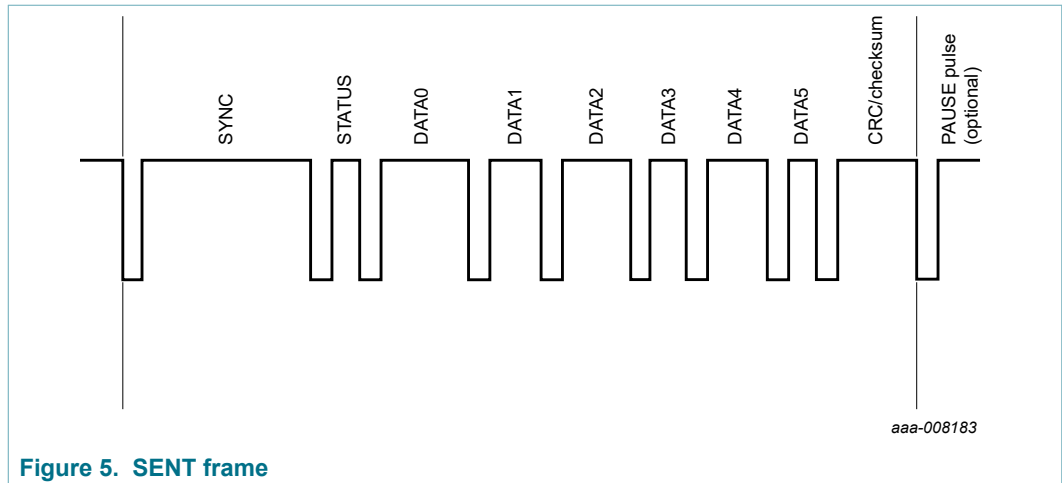 SYNC
STATUS
DATA0
DATA1
DATA2
DATA3
DATA4
DATA5
CRC/checksum
PAUSE pulse
(optional)
aaa-008183
Figure 5. SENT frame